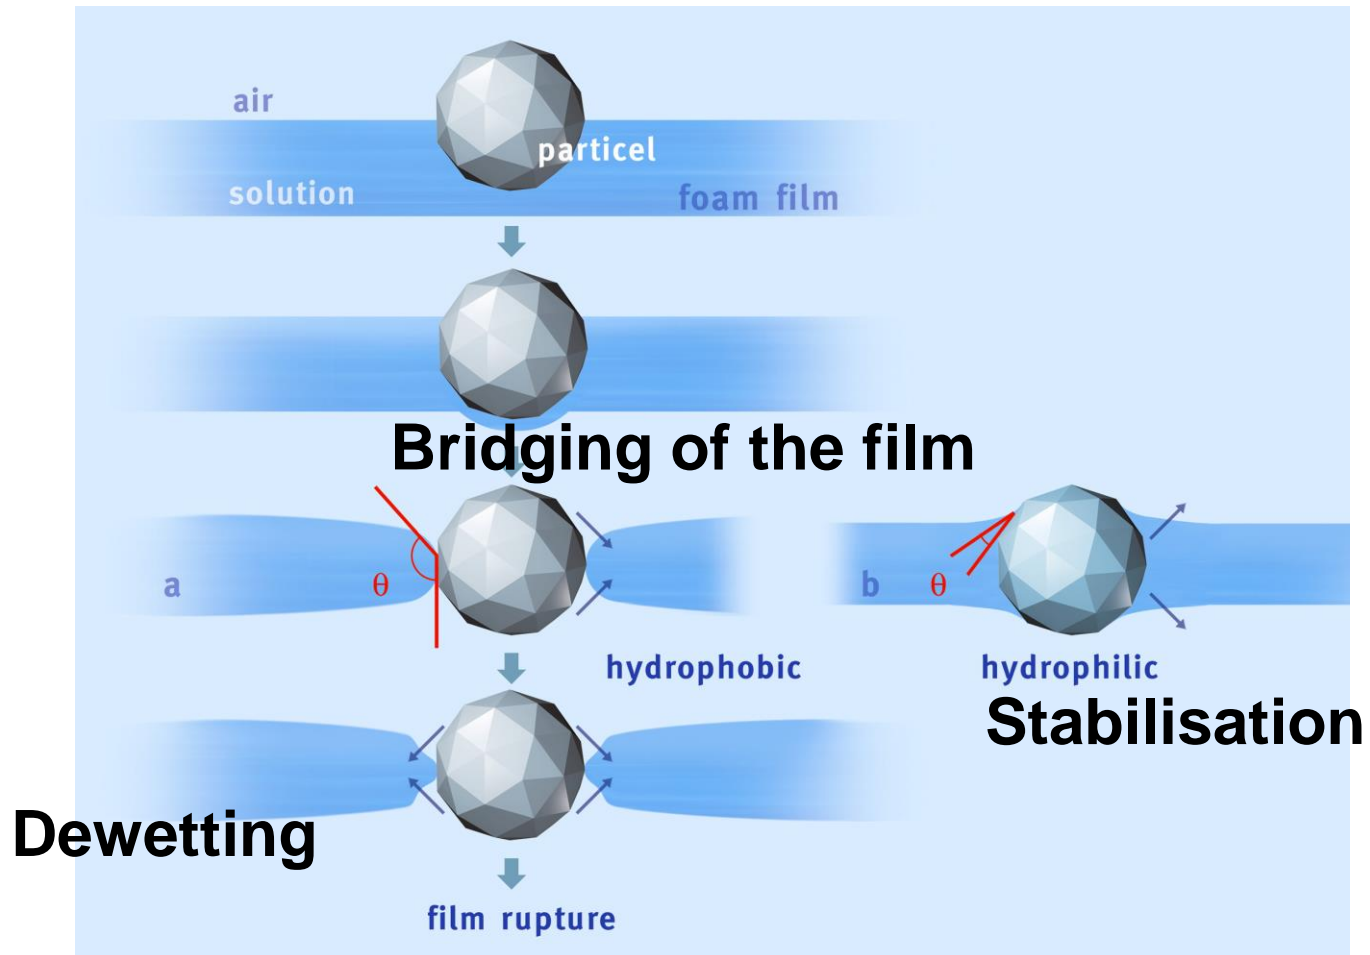 air
particel
solution
foam film
Bridging of the film
a
θ
b
θ
hydrophobic
hydrophilic
Stabilisation
Dewetting
film rupture